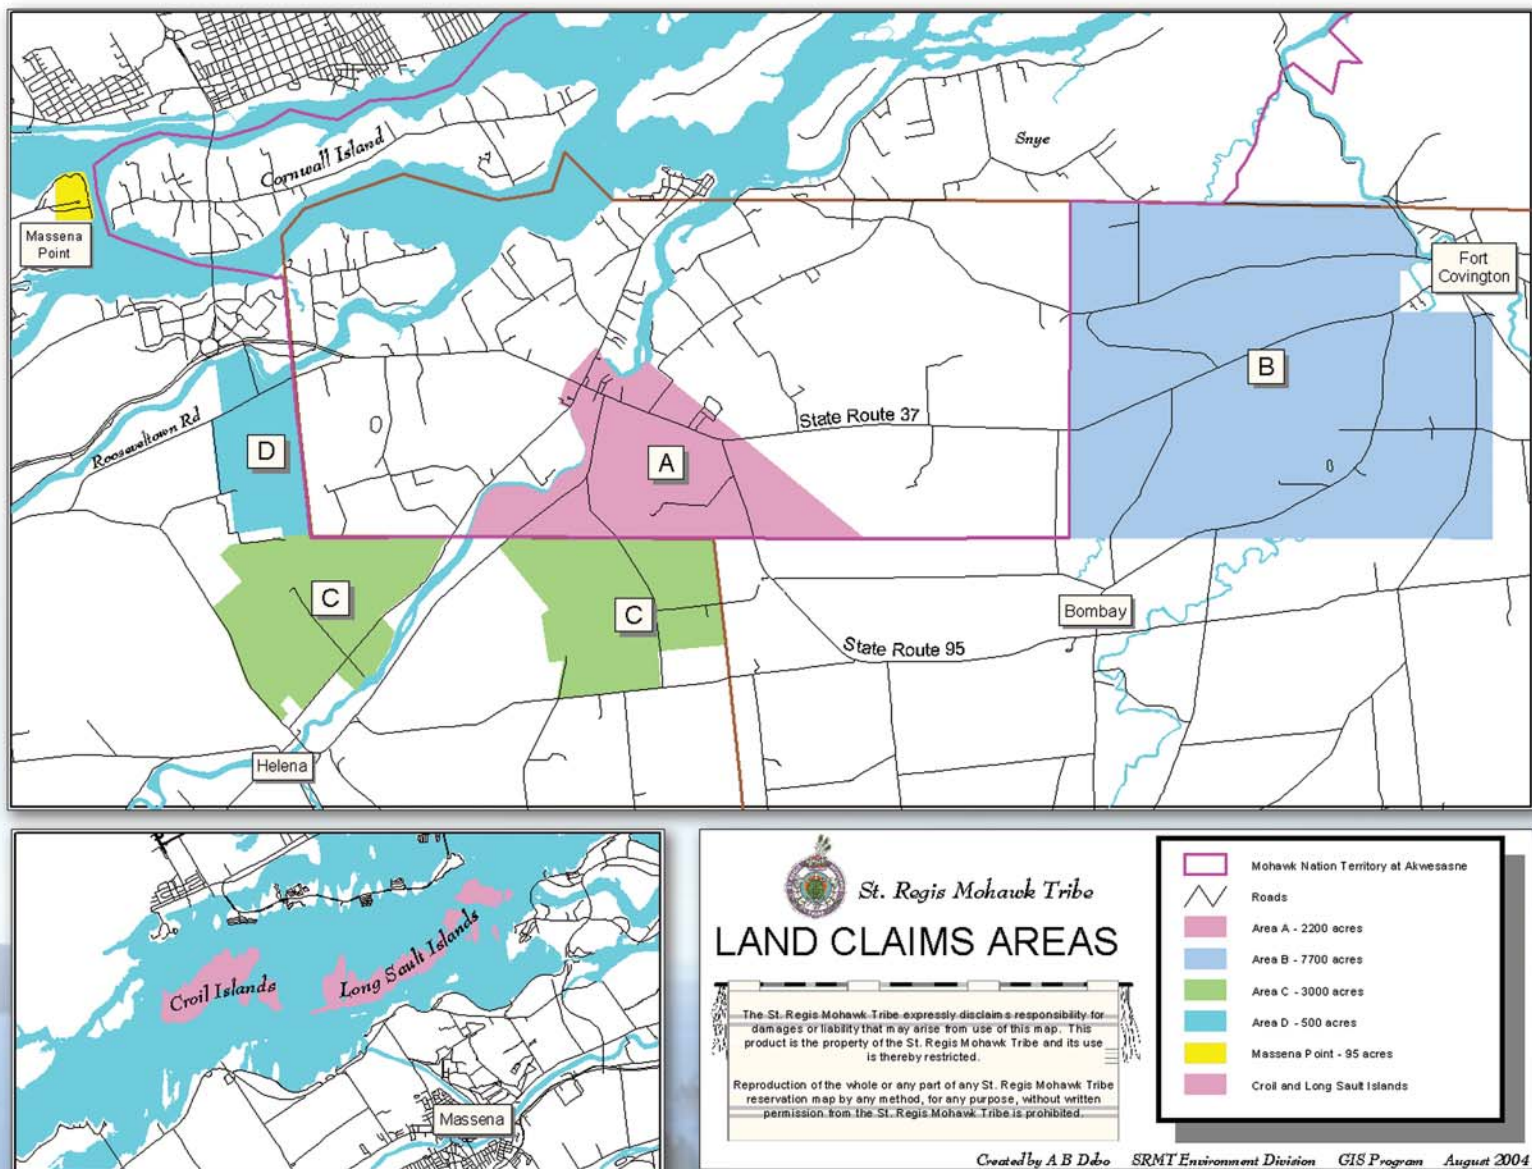 Cornwall Island
Snye
Massena
Point
Fort
Covington
B
State Route 37
Roosveltown Rd
D
A
C
C
Bombay
State Route 95
Helena
Croil Islands
Long Sault Islands
Massena
St. Regis Mohawk Tribe
LAND CLAIMS AREAS
The St. Regis Mohawk Tribe expressly disclaims responsibility for
damages or liability that may arise from use of this map. This
product is the property of the St. Regis Mohawk Tribe and its use
is thereby restricted.
Reproduction of the whole or any part of any St. Regis Mohawk Tribe
reservation map by any method, for any purpose, without written
permission from the St. Regis Mohawk Tribe is prohibited.
Mohawk Nation Territory at Akwesasne
Roads
Area A - 2200 acres
Area B - 7700 acres
Area C - 3000 acres
Area D - 500 acres
Massena Point - 95 acres
Croil and Long Sault Islands
Created by A B Debo SRMT Environment Division GIS Program August 2004